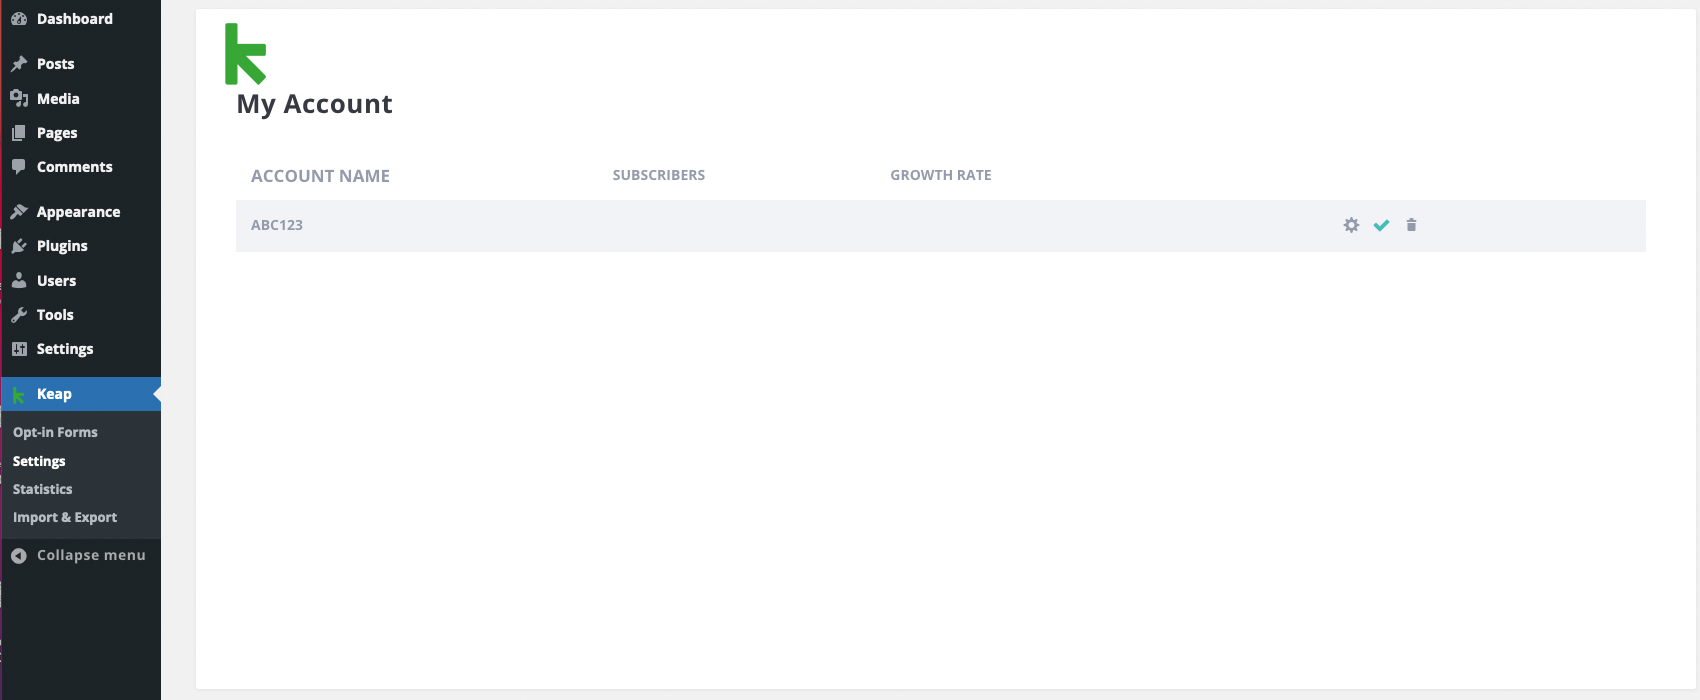 Dashboard
Posts
Media
Pages
Comments
Appearance
Plugins
Users
Tools
Settings
Keap
Opt-in Forms
Settings
Statistics
Import & Export
Collapse menu
My Account
ACCOUNT NAME SUBSCRIBERS GROWTH RATE
ABC123